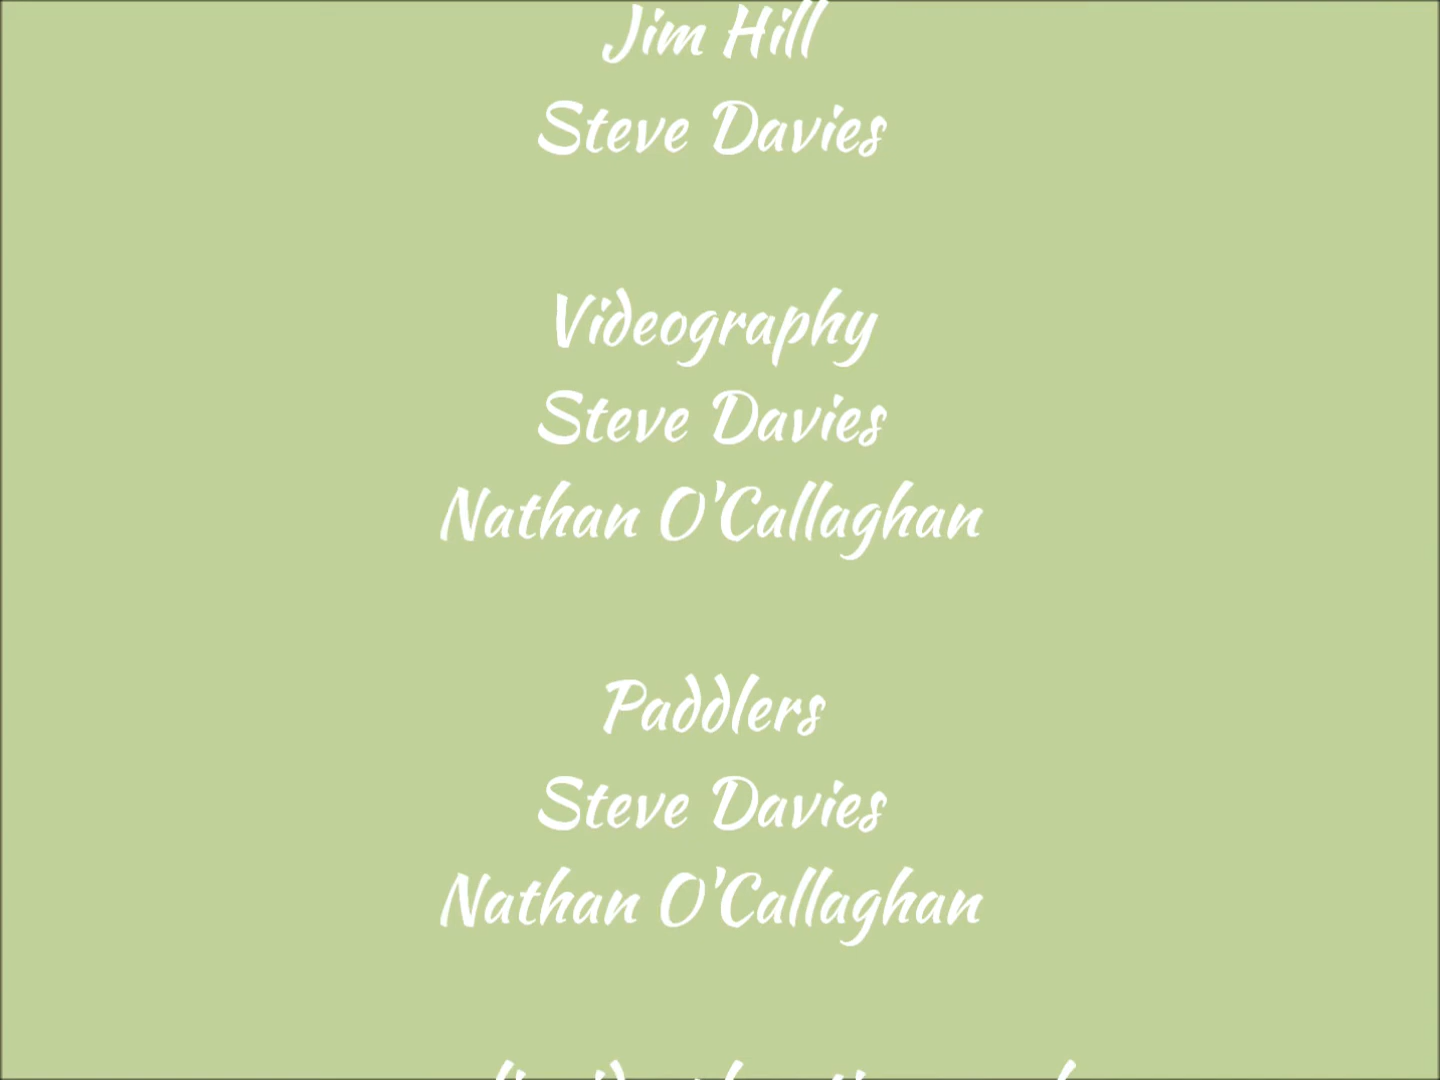 Jim Hill
Steve Davies
Videography
Steve Davies
Nathan O'Callaghan
Paddlers
Steve Davies
Nathan O'Callaghan